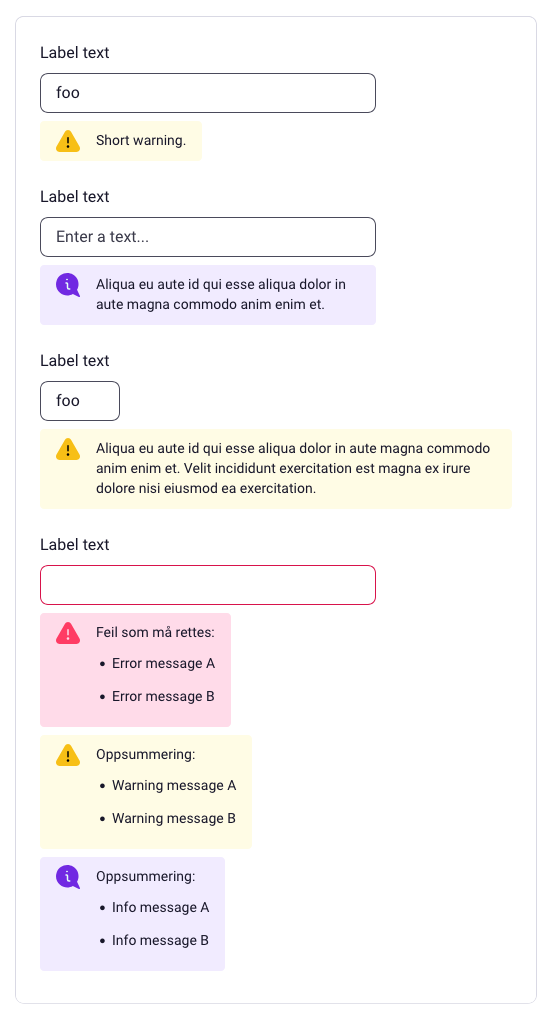 Label text
foo
Short warning.
Label text
Enter a text...
Aliqua eu aute id qui esse aliqua dolor in
aute magna commodo anim enim et.
Label text
foo
Aliqua eu aute id qui esse aliqua dolor in aute magna commodo
anim enim et. Velit incididunt exercitation est magna ex irure
dolore nisi eiusmod ea exercitation.
Label text
Feil som må rettes:
• Error message A
• Error message B
Oppsummering:
• Warning message A
• Warning message B
Oppsummering:
• Info message A
• Info message B